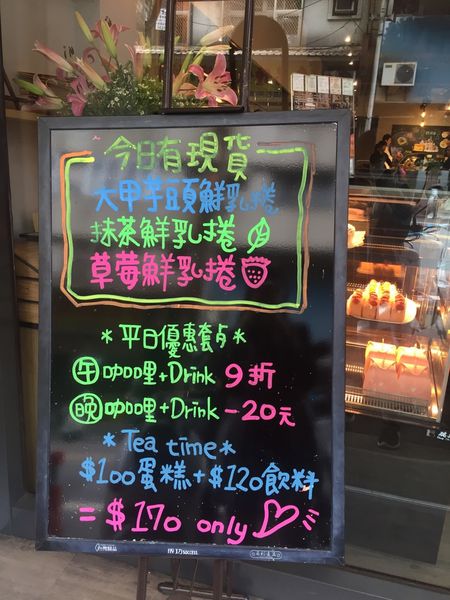 今日有現貨
大甲芋頭鮮乳捲
抹茶鮮乳捲
草莓鮮乳捲
*平日優惠套占*
午 咖哩+Drink 9折
晚 咖哩+Drink -20元
*Tea time*
$100蛋糕+$120飲料
=$170 only